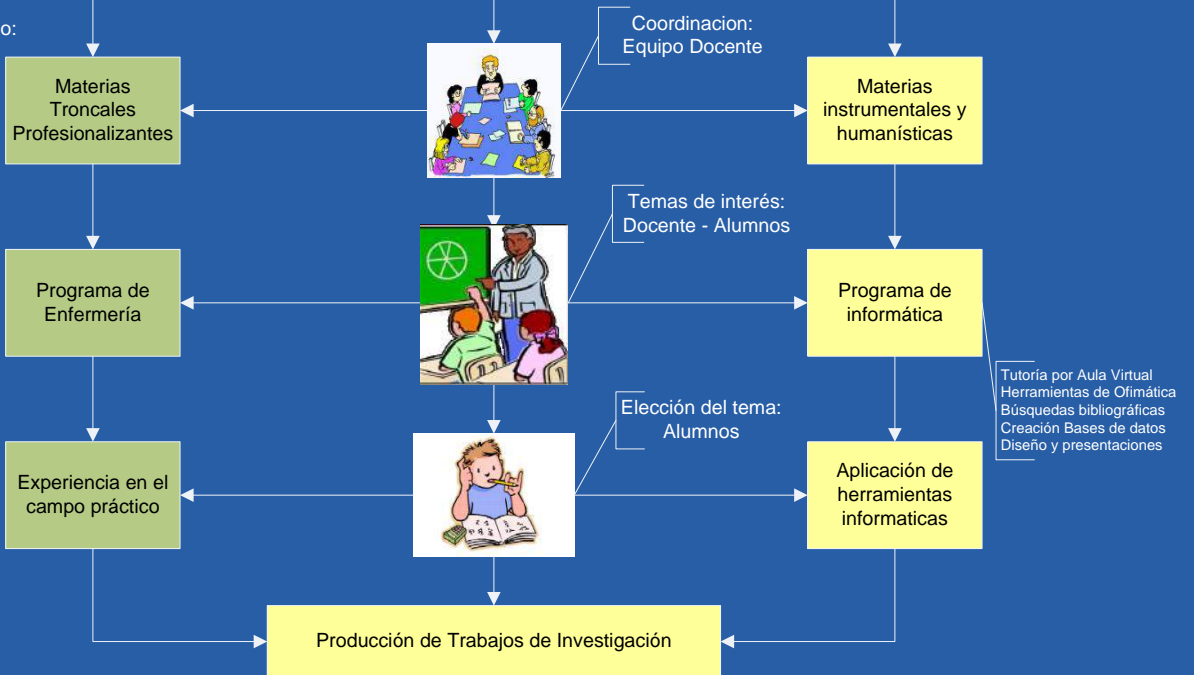 o:
Coordinacion:
Equipo Docente
Materias
Troncales
Profesionalizantes
Materias
instrumentales y
humanísticas
Temas de interés:
Docente - Alumnos
Programa de
Enfermería
Programa de
informática
Tutoría por Aula Virtual
Herramientas de Ofimática
Búsquedas bibliográficas
Creación Bases de datos
Diseño y presentaciones
Elección del tema:
Alumnos
Experiencia en el
campo práctico
Aplicación de
herramientas
informaticas
Producción de Trabajos de Investigación